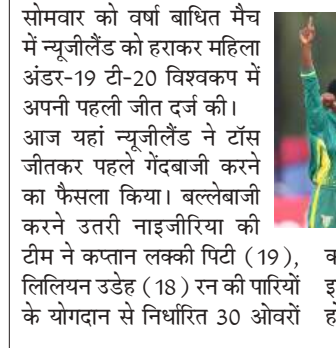 सोमवार को वर्षा बाधित मैच
में न्यूजीलैंड को हराकर महिला
अंडर-19 टी-20 विश्वकप में
अपनी पहली जीत दर्ज की।
आज यहां न्यूजीलैंड ने टॉस
जीतकर पहले गेंदबाजी करने
का फैसला किया। बल्लेबाजी
करने उतरी नाइजीरिया की
टीम ने कप्तान लक्की पिटी (19),
लिलियन उडेह (18) रन की पारियों
के योगदान से निर्धारित 30 ओवरों